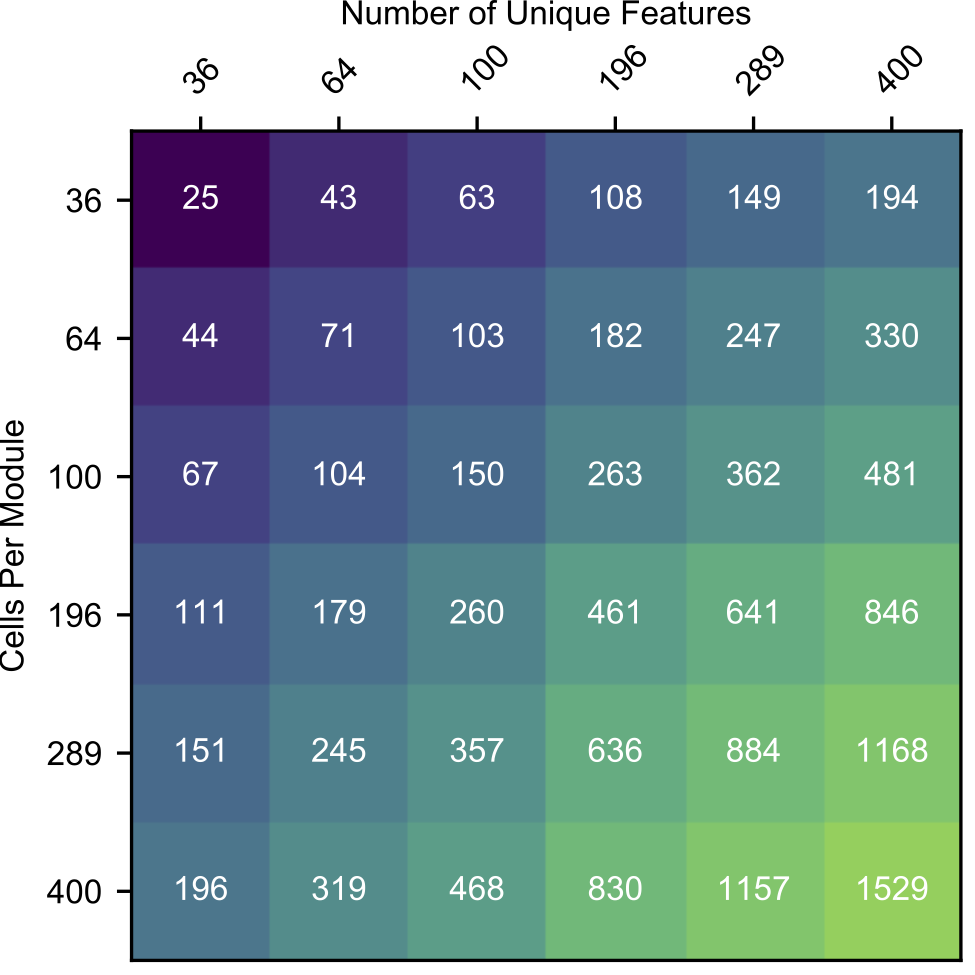 Number of Unique Features
36 64 100 196 289 400
Cells Per Module
36 25 43 63 108 149 194
64 44 71 103 182 247 330
100 67 104 150 263 362 481
196 111 179 260 461 641 846
289 151 245 357 636 884 1168
400 196 319 468 830 1157 1529